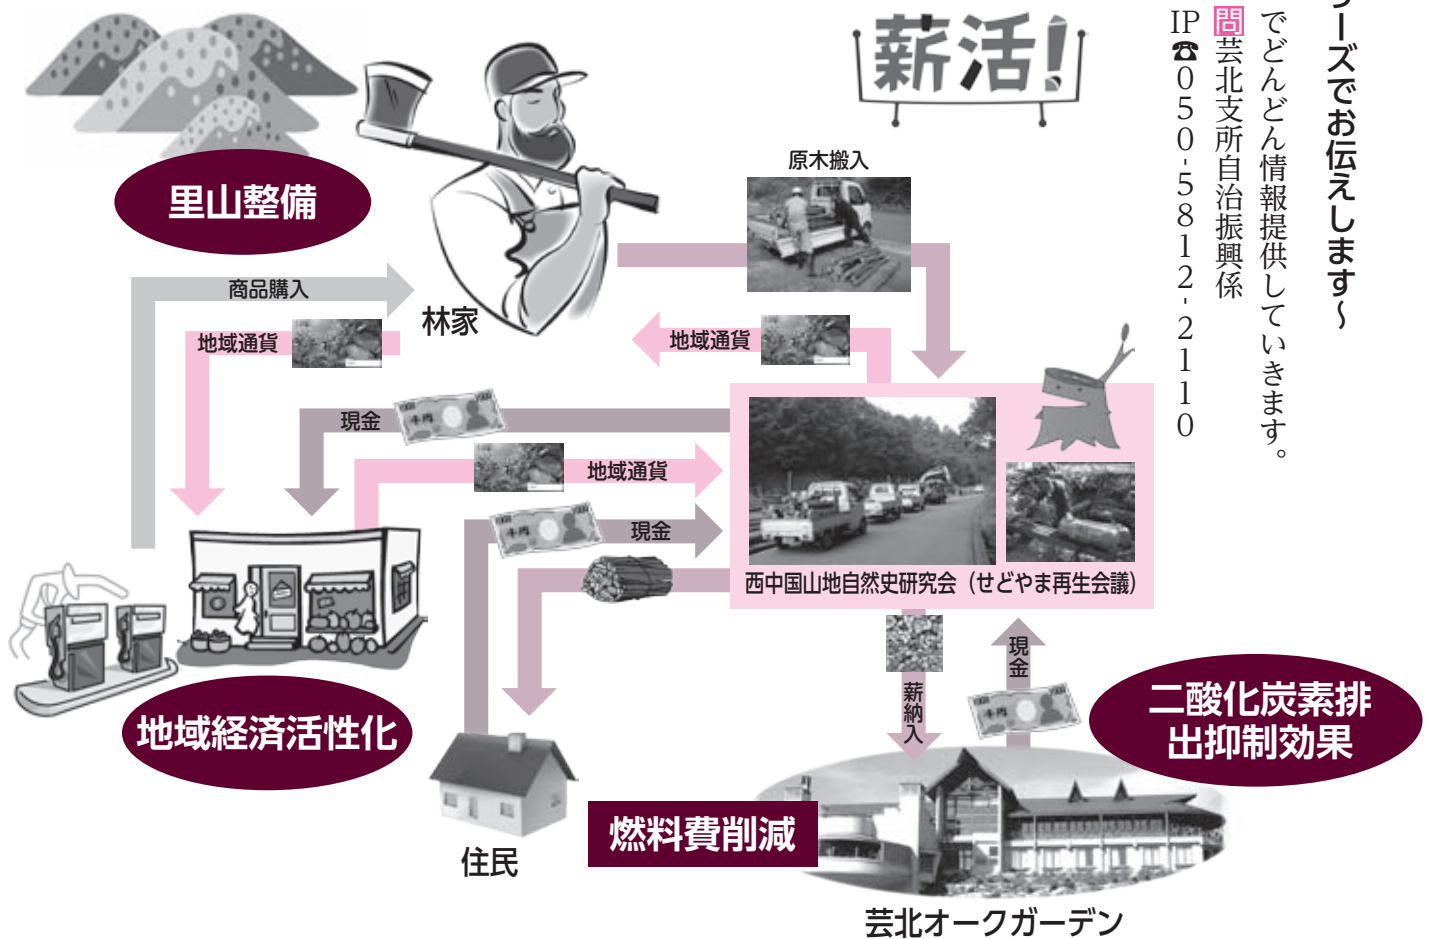 リーズでお伝えします～
でどんどん情報提供していきます。
問芸北支所自治振興係
IP☎050-5812-2110
薪活!
里山整備
原木搬入
商品購入
林家
地域通貨
地域通貨
現金
地域通貨
現金
西中国山地自然史研究会（せどやま再生会議）
薪納入
現金
二酸化炭素排
出抑制効果
地域経済活性化
住民
燃料費削減
芸北オークガーデン